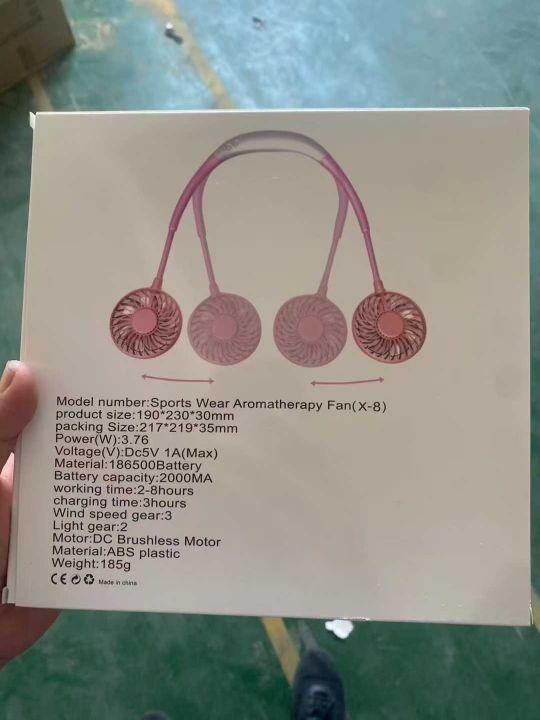 Model number:Sports Wear Aromatherapy Fan(X-8)
product size:190*230*30mm
packing Size:217*219*35mm
Power(W):3.76
Voltage(V):Dc5V 1A(Max)
Material:186500Battery
Battery capacity:2000MA
working time:2-8hours
charging time:3hours
Wind speed gear:3
Light gear:2
Motor:DC Brushless Motor
Material:ABS plastic
Weight:185g
CE Made in china